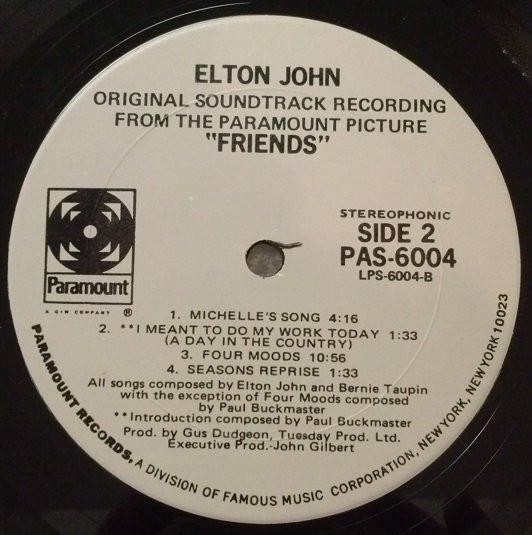 ELTON JOHN
ORIGINAL SOUNDTRACK RECORDING
FROM THE PARAMOUNT PICTURE
"FRIENDS"
STEREOPHONIC
SIDE 2
PAS-6004
LPS-6004-B
Paramount
A G+W COMPANY ®
1. MICHELLE'S SONG 4:16
2. **I MEANT TO DO MY WORK TODAY 1:33
(A DAY IN THE COUNTRY)
3. FOUR MOODS 10:56
4. SEASONS REPRISE 1:33
All songs composed by Elton John and Bernie Taupin
with the exception of Four Moods composed
by Paul Buckmaster
**Introduction composed by Paul Buckmaster
Prod. by Gus Dudgeon, Tuesday Prod. Ltd.
Executive Prod.-John Gilbert
PARAMOUNT RECORDS, A DIVISION OF FAMOUS MUSIC CORPORATION, NEW YORK, NEW YORK 10023